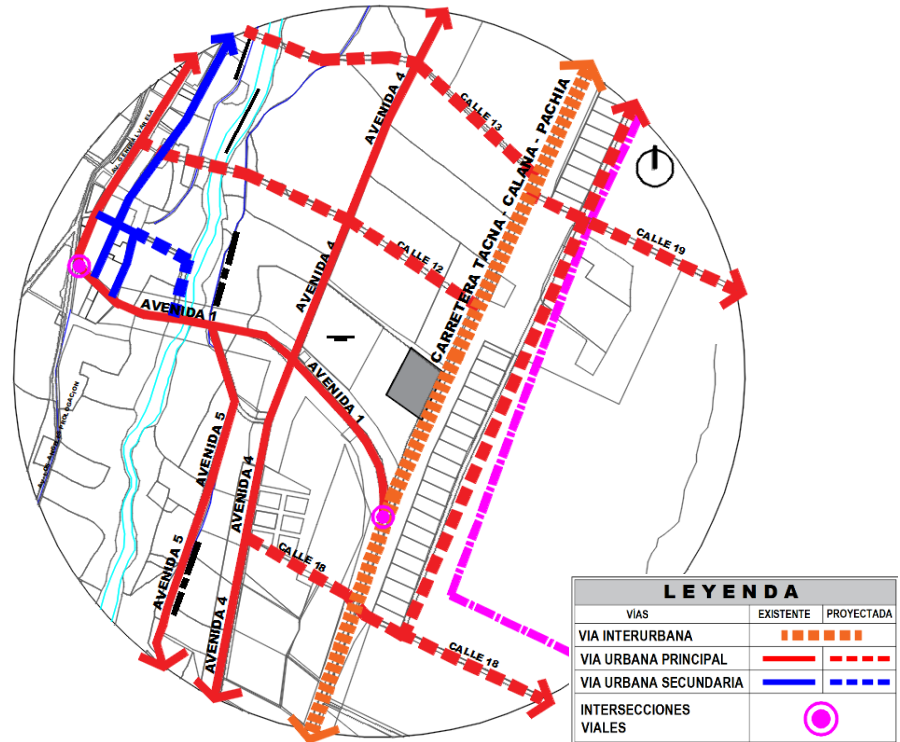 AVENIDA 4
CALLE 13
CARRETERA TACNA - CALANA - PACHIA
CALLE 12
CALLE 19
AVENIDA 4
AVENIDA 1
AVENIDA 1
AVENIDA 5
AVENIDA 4
AVENIDA 5
AVENIDA 4
CALLE 18
CALLE 18
LEYENDA
VÍAS EXISTENTE PROYECTADA
VIA INTERURBANA
VIA URBANA PRINCIPAL
VIA URBANA SECUNDARIA
INTERSECCIONES
VIALES